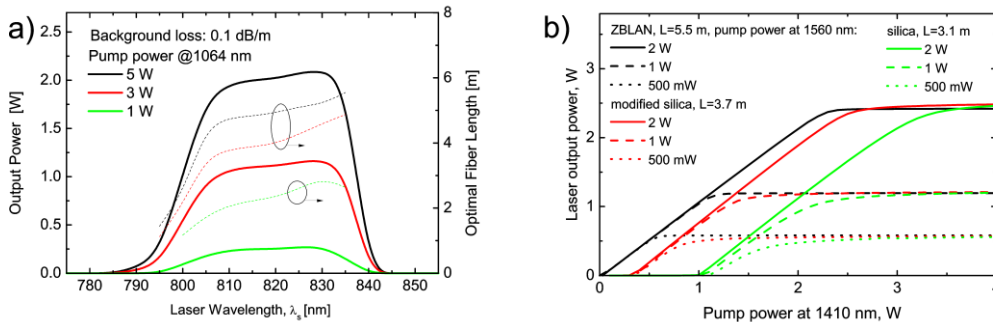 a)
Background loss: 0.1 dB/m
Pump power @1064 nm
5 W
3 W
1 W
Output Power [W]
2.5
2.0
1.5
1.0
0.5
0.0
Optimal Fiber Length [m]
8
6
4
2
0
780 790 800 810 820 830 840 850
Laser Wavelength, λs [nm]
b)
ZBLAN, L=5.5 m, pump power at 1560 nm:
2 W
1 W
500 mW
modified silica, L=3.7 m
2 W
1 W
500 mW
silica, L=3.1 m
2 W
1 W
500 mW
Laser output power, W
4
3
2
1
0
0 1 2 3 4
Pump power at 1410 nm, W